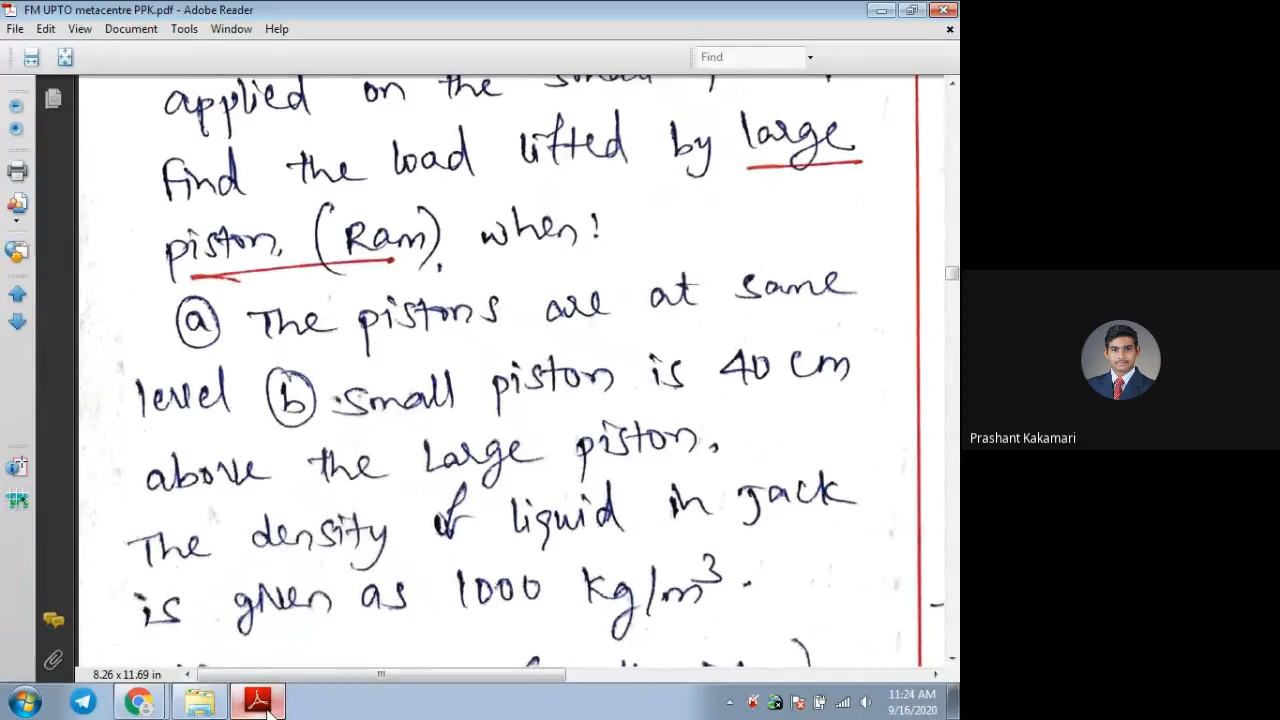 FM UPTO metacentre PPK.pdf - Adobe Reader
File Edit View Document Tools Window Help
Find
applied on the small
Find the load lifted by large
piston. (Ram). when:
(a) The pistons are at same
level (b) small piston is 40 cm
above the Large piston.
The density of liquid in Jack
is given as 1000 kg/m³.
8.26 x 11.69 in
Prashant Kakamari
11:24 AM
9/16/2020